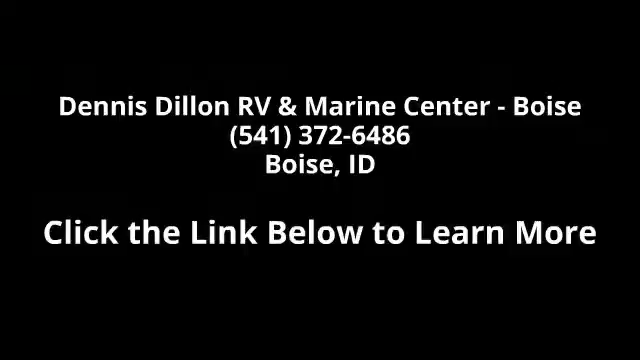 Dennis Dillon RV & Marine Center - Boise
(541) 372-6486
Boise, ID
Click the Link Below to Learn More